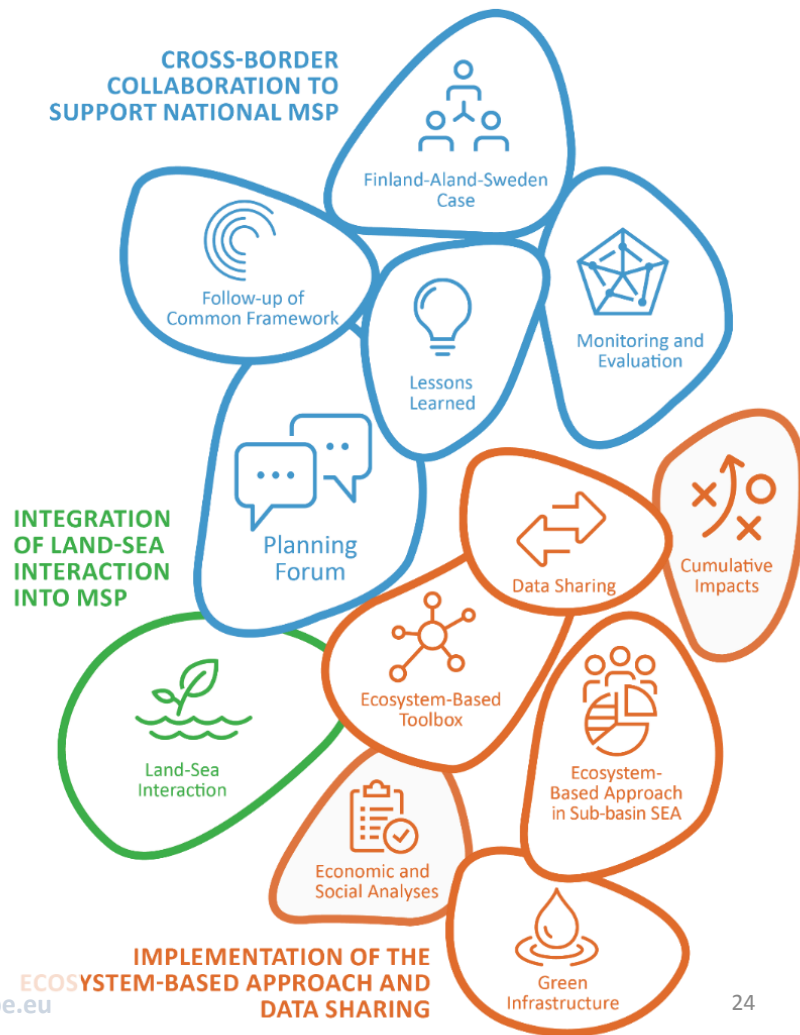 CROSS-BORDER
COLLABORATION TO
SUPPORT NATIONAL MSP
Finland-Aland-Sweden
Case
Follow-up of
Common Framework
Lessons
Learned
Monitoring and
Evaluation
Planning
Forum
INTEGRATION
OF LAND-SEA
INTERACTION
INTO MSP
Data Sharing
Cumulative
Impacts
Ecosystem-Based
Toolbox
Land-Sea
Interaction
Ecosystem-
Based Approach
in Sub-basin SEA
Economic and
Social Analyses
Green
Infrastructure
IMPLEMENTATION OF THE
ECOSYSTEM-BASED APPROACH AND
DATA SHARING
24